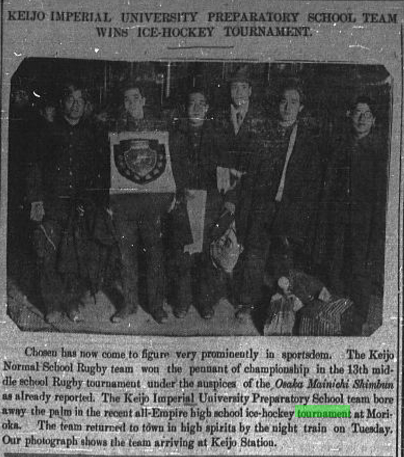 KEIJO IMPERIAL UNIVERSITY PREPARATORY SCHOOL TEAM
WINS ICE-HOCKEY TOURNAMENT.
Chosen has now come to figure very prominently in sportsdom. The Keijo
Normal School Rugby team won the pennant of championship in the 13th mid-
dle school Rugby tournament under the auspices of the Osaka Mainichi Shimbun
as already reported. The Keijo Imperial University Preparatory School team bore
away the palm in the recent all-Empire high school ice-hockey tournament at Mori-
oka. The team returned to town in high spirits by the night train on Tuesday.
Our photograph shows the team arriving at Keijo Station.